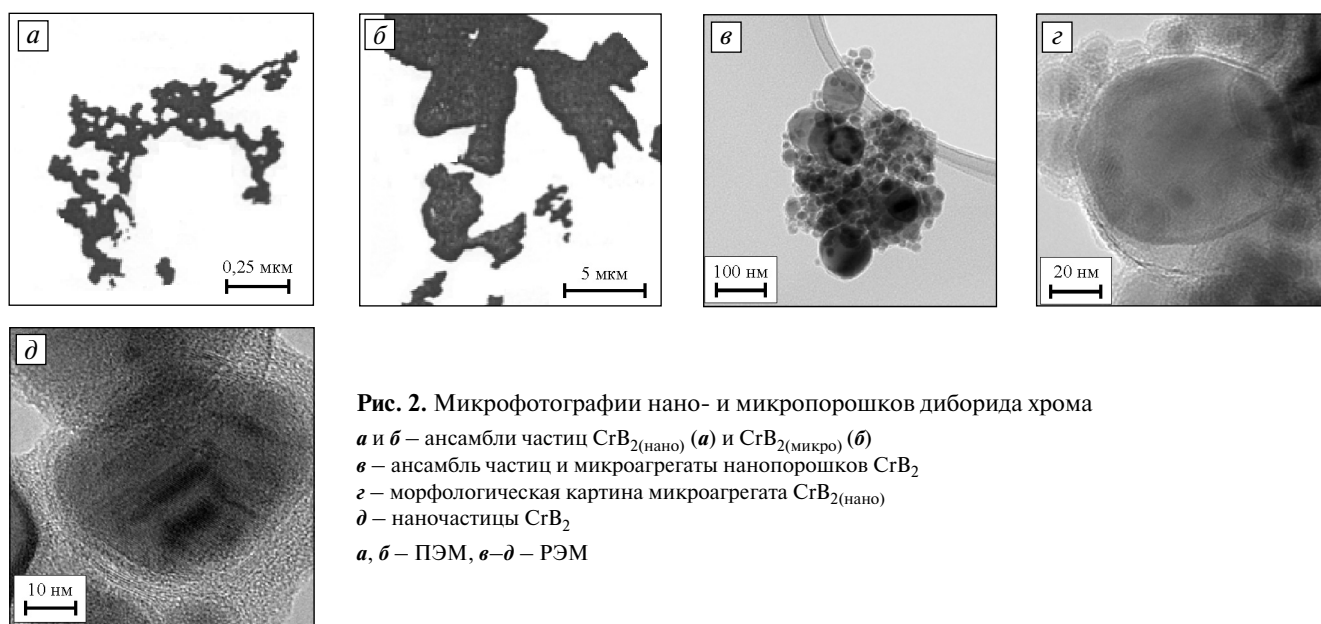 а
б
в
г
0,25 мкм
5 мкм
100 нм
20 нм
д
10 нм
Рис. 2. Микрофотографии нано- и микропорошков диборида хрома
а и б – ансамбли частиц CrB2(нано) (а) и CrB2(микро) (б)
в – ансамбль частиц и микроагрегаты нанопорошков CrB2
г – морфологическая картина микроагрегата CrB2(нано)
д – наночастицы CrB2
а, б – ПЭМ, в–д – РЭМ